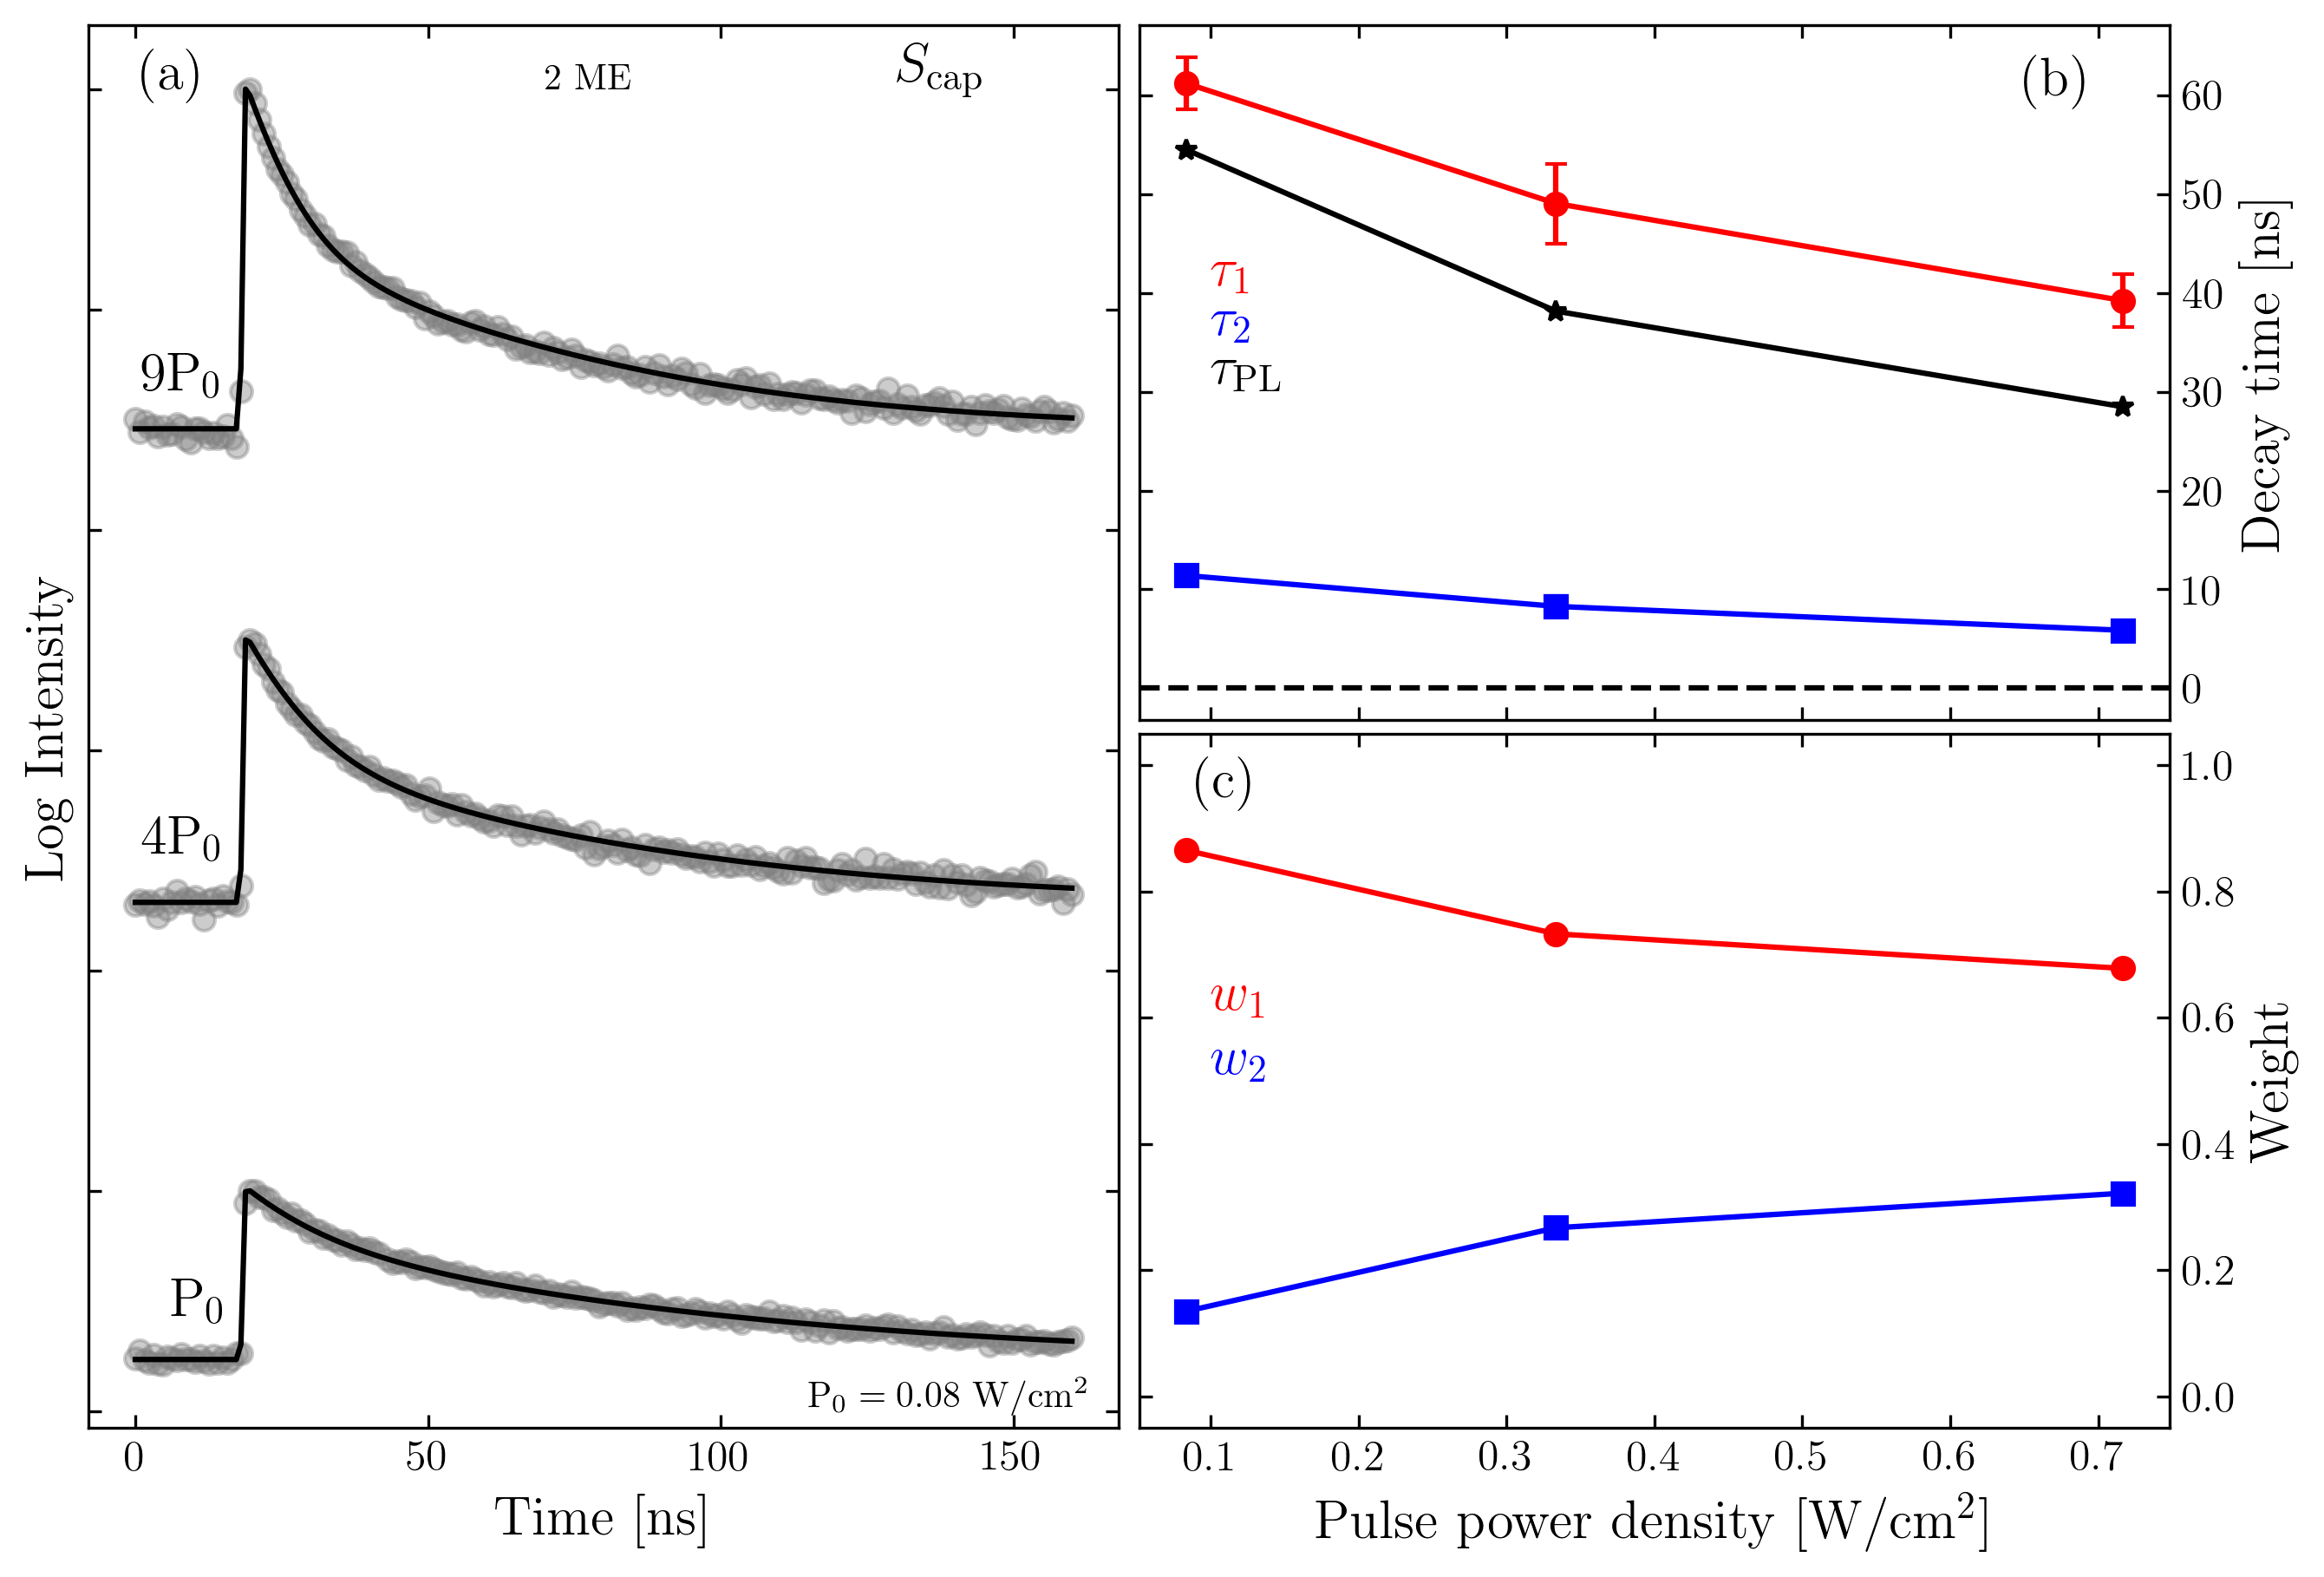 (a)
2 ME
S_cap
9P_0
4P_0
P_0
P_0 = 0.08 W/cm^2
Log Intensity
0 50 100 150
Time [ns]
(b)
τ_1
τ_2
τ_PL
60
50
40
30
20
10
0
Decay time [ns]
(c)
w_1
w_2
1.0
0.8
0.6
0.4
0.2
0.0
Weight
0.1 0.2 0.3 0.4 0.5 0.6 0.7
Pulse power density [W/cm^2]